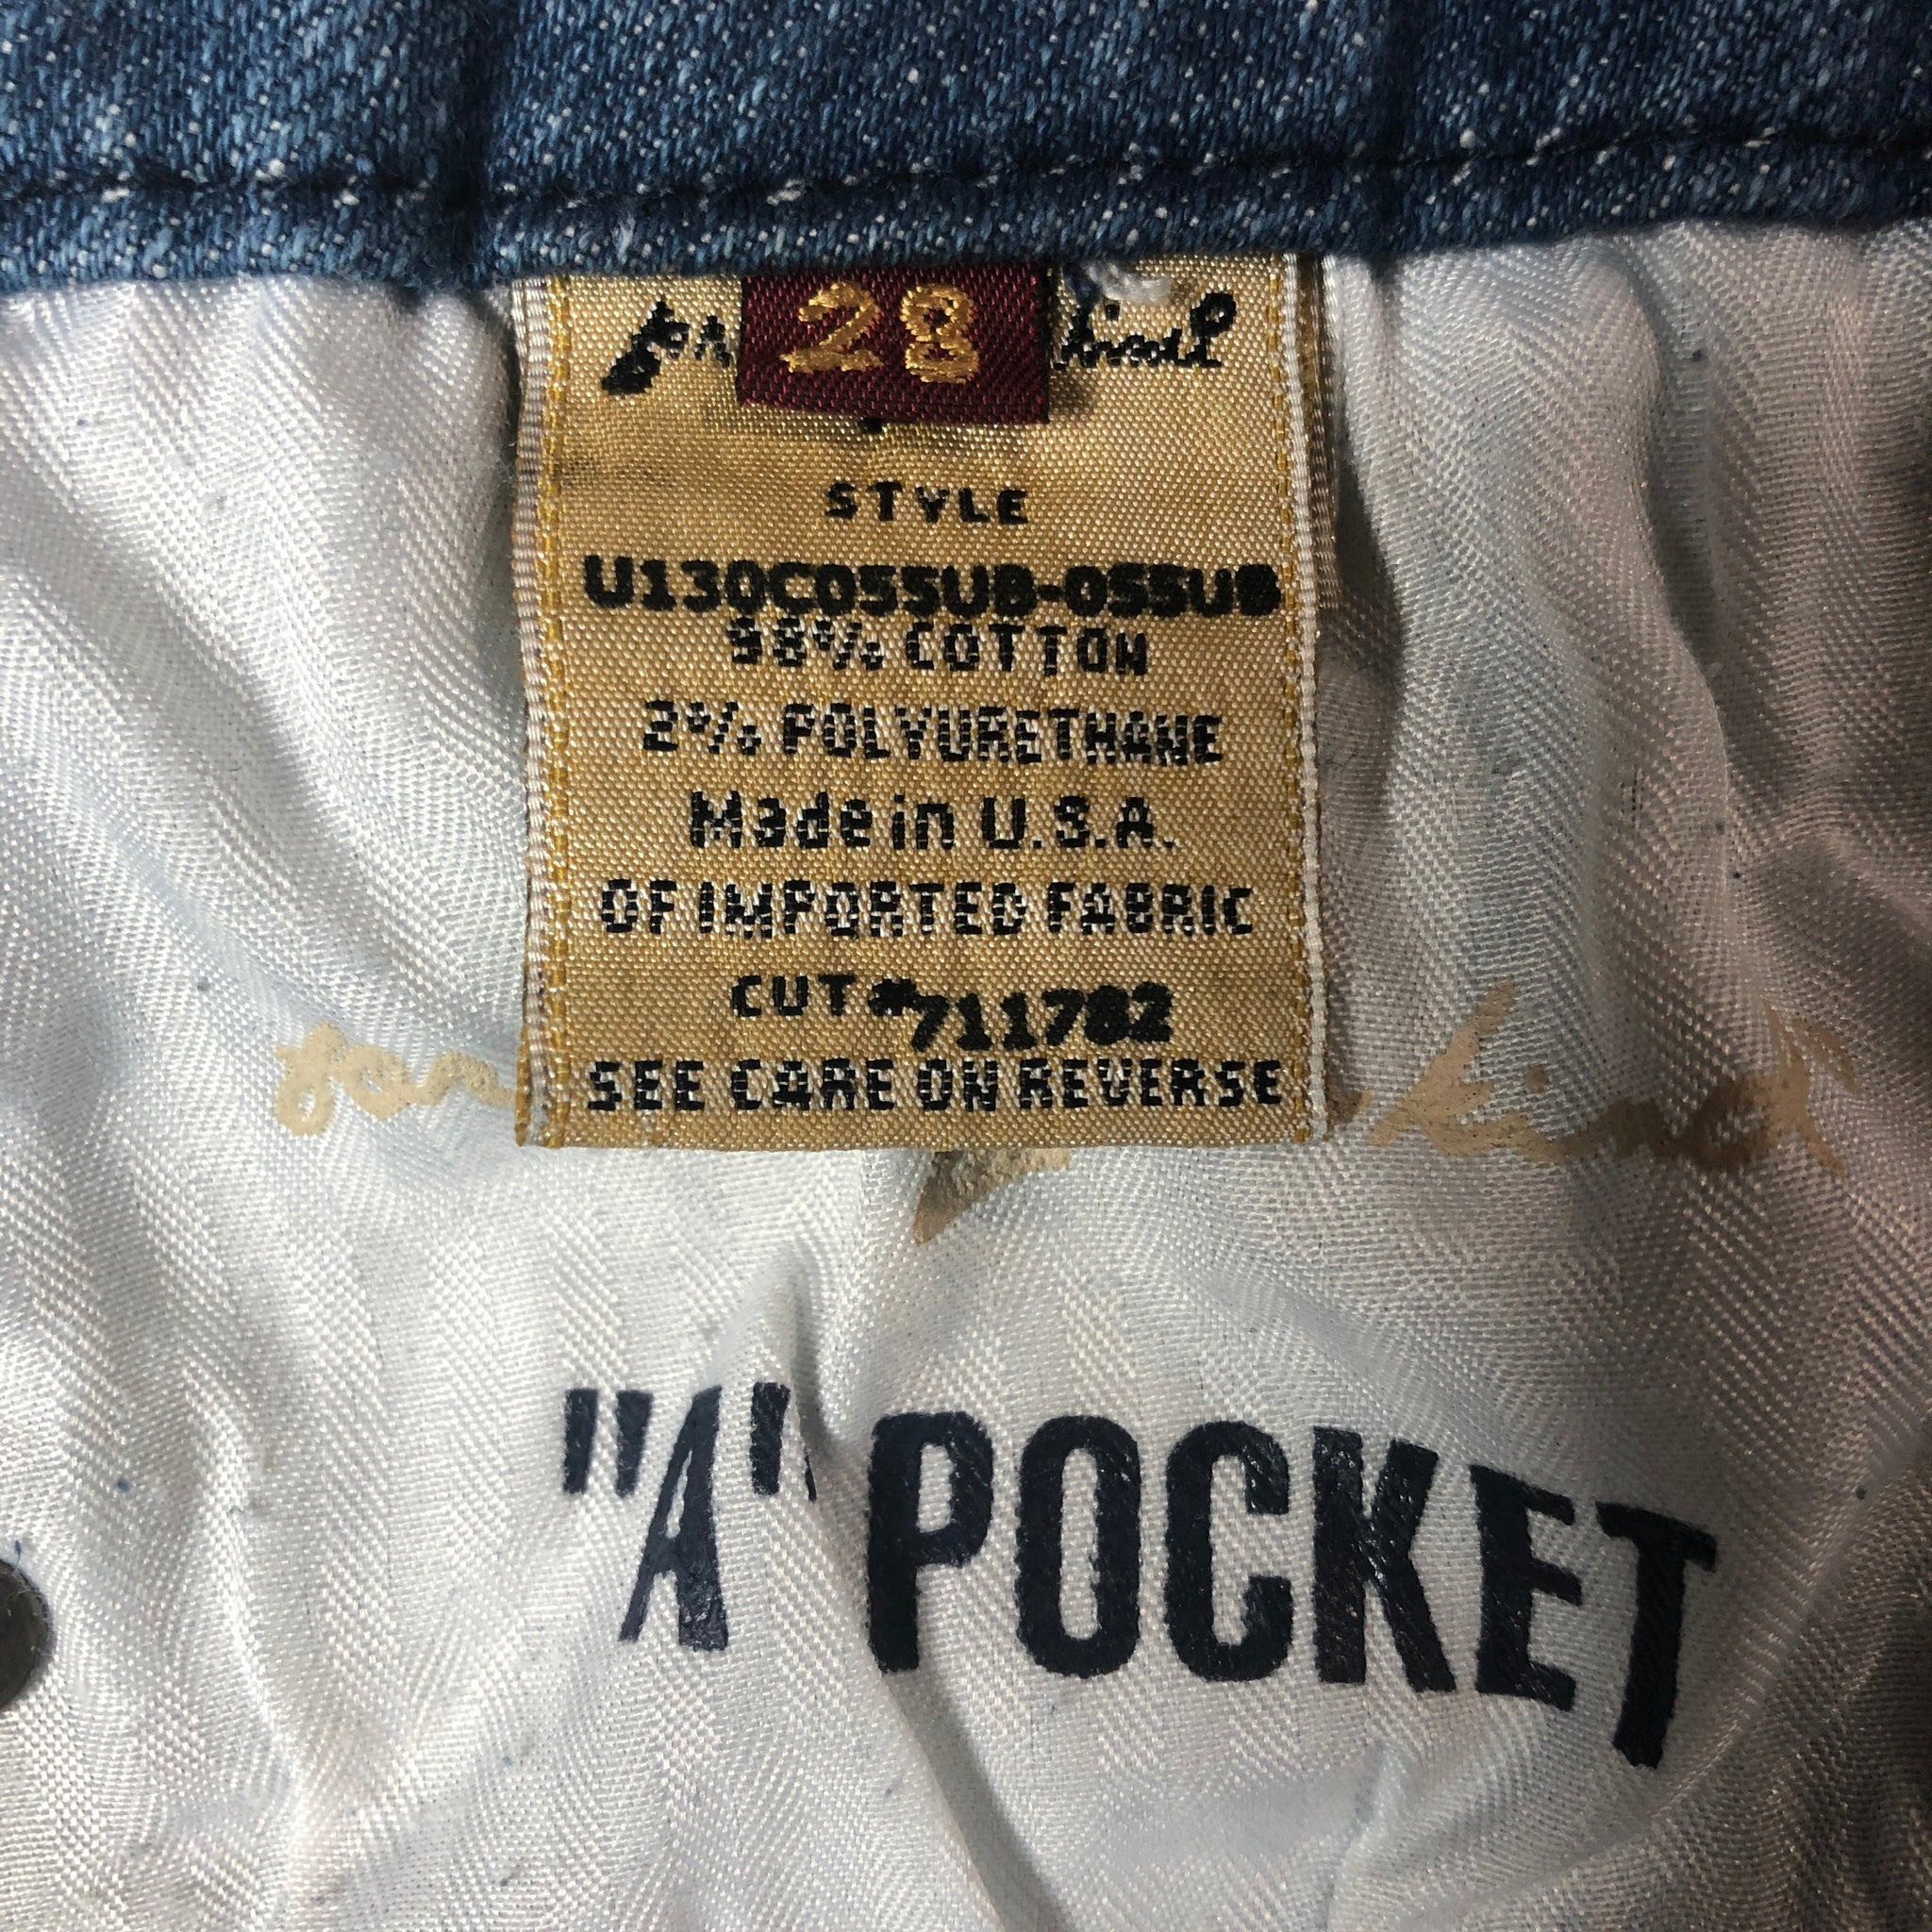 28
STYLE
U130C055UB-055UB
98% COTTON
2% POLYURETHANE
Made in U.S.A.
OF IMPORTED FABRIC
CUT # 711782
SEE CARE ON REVERSE
"A" POCKET